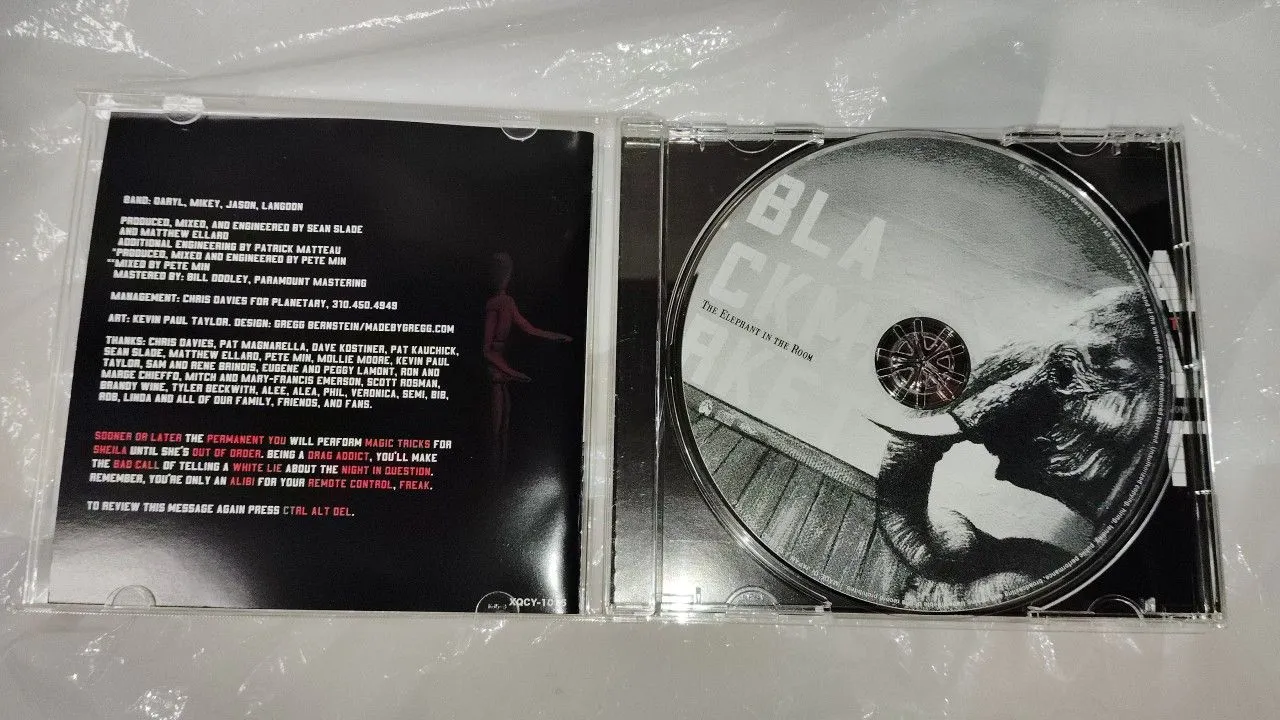 BAND: DARYL, MIKEY, JASON, LANGDON
PRODUCED, MIXED, AND ENGINEERED BY SEAN SLADE
AND MATTHEW ELLARD
ADDITIONAL ENGINEERING BY PATRICK MATTEAU
*PRODUCED, MIXED AND ENGINEERED BY PETE MIN
**MIXED BY PETE MIN
MASTERED BY: BILL DOOLEY, PARAMOUNT MASTERING
MANAGEMENT: CHRIS DAVIES FOR PLANETARY, 310.450.4949
ART: KEVIN PAUL TAYLOR. DESIGN: GREGG BERNSTEIN/MADEBYGREGG.COM
THANKS: CHRIS DAVIES, PAT MAGNARELLA, DAVE KOSTINER, PAT KAUCHICK,
SEAN SLADE, MATTHEW ELLARD, PETE MIN, MOLLIE MOORE, KEVIN PAUL
TAYLOR, SAM AND RENE BRINDIS, EUGENE AND PEGGY LAMONT, RON AND
MARGE CHIEFFO, MITCH AND MARY-FRANCIS EMERSON, SCOTT ROSMAN,
BRANDY WINE, TYLER BECKWITH, ALEE, ALEA, PHIL, VERONICA, SEMI, BIB,
ROS, LINDA AND ALL OF OUR FAMILY, FRIENDS, AND FANS.
SOONER OR LATER THE PERMANENT YOU WILL PERFORM MAGIC TRICKS FOR
SHEILA UNTIL SHE'S OUT OF ORDER. BEING A DRAG ADDICT, YOU'LL MAKE
THE BAD CALL OF TELLING A WHITE LIE ABOUT THE NIGHT IN QUESTION.
REMEMBER, YOU'RE ONLY AN ALIBI FOR YOUR REMOTE CONTROL, FREAK.
TO REVIEW THIS MESSAGE AGAIN PRESS CTRL ALT DEL.
XQCY-10
BLA
CKM
THE ELEPHANT IN THE ROOM